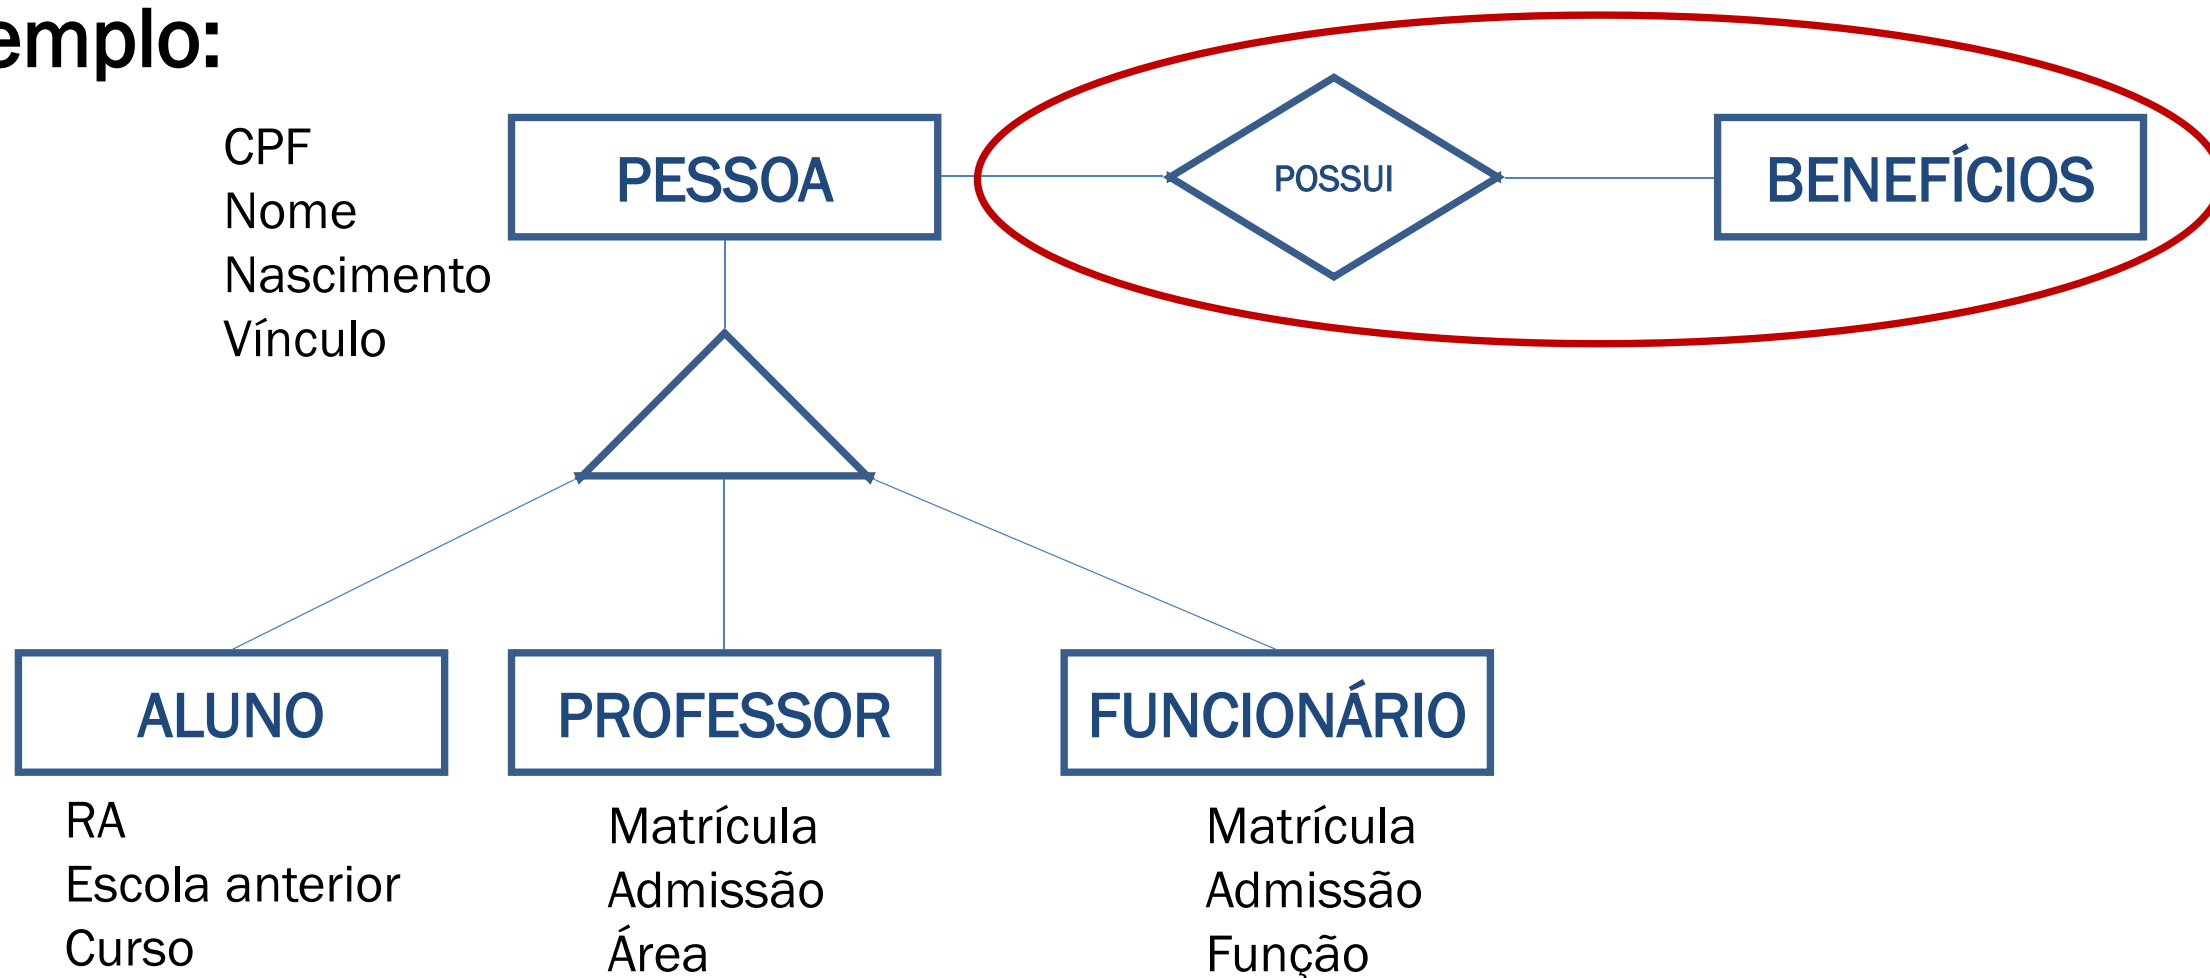 emplo:
CPF
Nome
Nascimento
Vínculo
PESSOA
POSSUI
BENEFÍCIOS
ALUNO
PROFESSOR
FUNCIONÁRIO
RA
Escola anterior
Curso
Matrícula
Admissão
Área
Matrícula
Admissão
Função